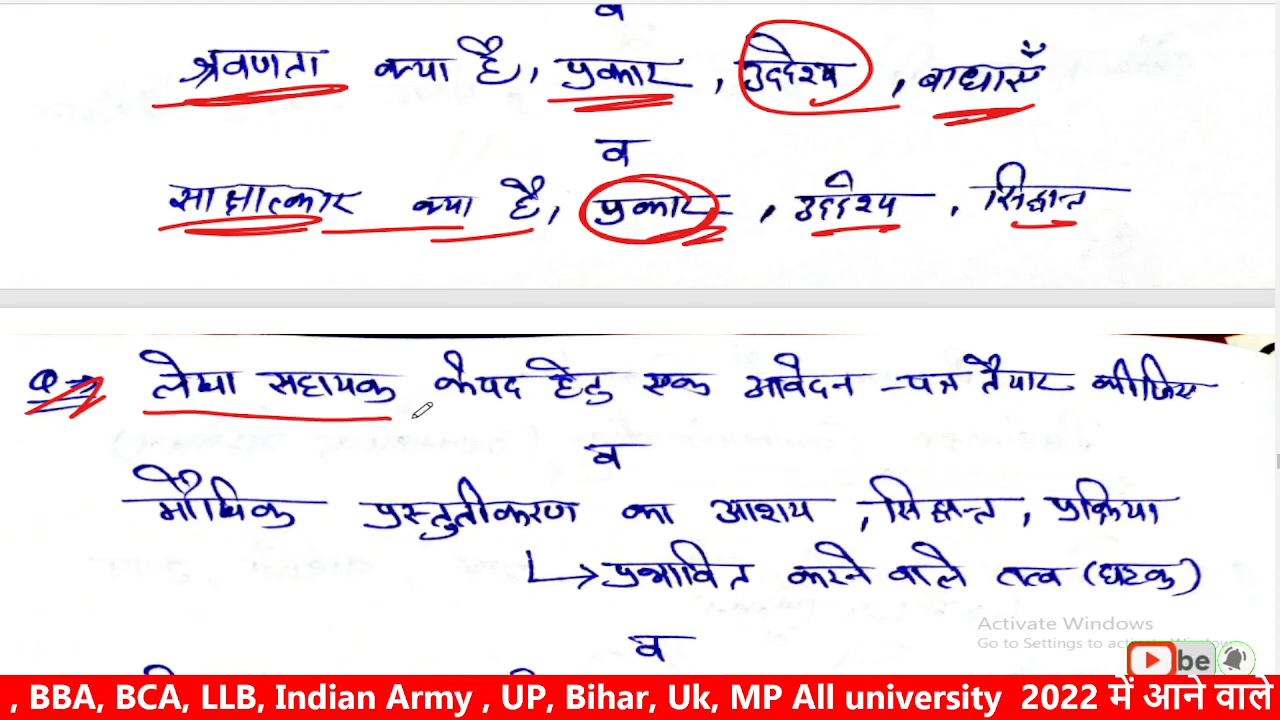 व
श्रवणता क्या है, प्रकार, उद्देश्य, बाधाएँ
व
साक्षात्कार क्या है, प्रकार, उद्देश्य, सिद्धान्त
Q→ लेखा सहायक के पद हेतु एक आवेदन-पत्र तैयार कीजिए
व
मौखिक प्रस्तुतीकरण का आशय, सिद्धान्त, प्रक्रिया
↳ प्रभावित करने वाले तत्व (घटक)
व
Activate Windows
Go to Settings to
be
, BBA, BCA, LLB, Indian Army , UP, Bihar, Uk, MP All university 2022 में आने वाले